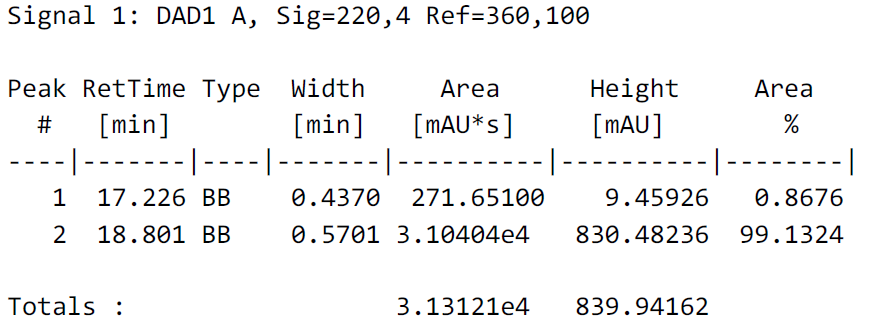 Signal 1: DAD1 A, Sig=220,4 Ref=360,100
Peak RetTime Type  Width     Area      Height     Area
  #   [min]        [min]   [mAU*s]     [mAU]        %
----|-------|----|-------|----------|----------|--------|
   1  17.226 BB    0.4370  271.65100    9.45926   0.8676
   2  18.801 BB    0.5701 3.10404e4   830.48236  99.1324
Totals :                  3.13121e4   839.94162